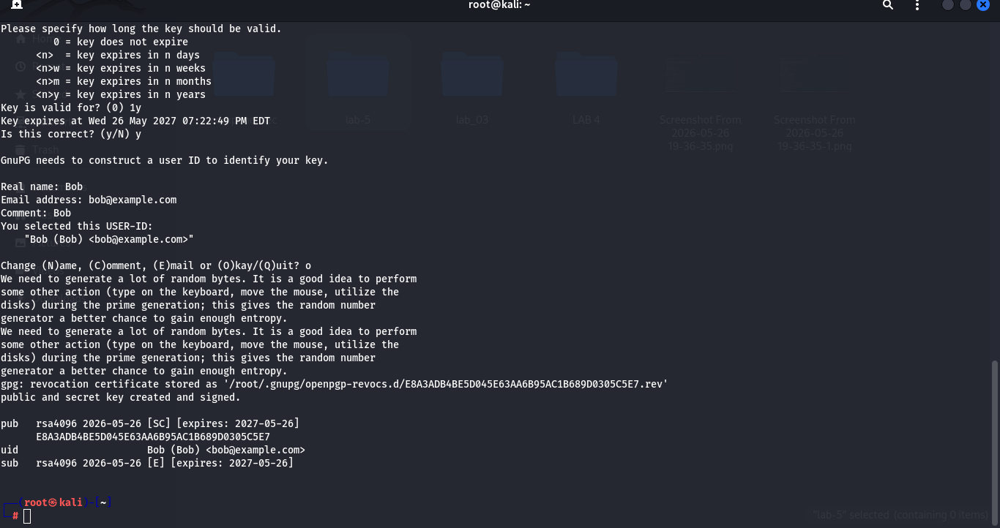 root@kali: ~
Please specify how long the key should be valid.
         0 = key does not expire
      <n>  = key expires in n days
      <n>w = key expires in n weeks
      <n>m = key expires in n months
      <n>y = key expires in n years
Key is valid for? (0) 1y
Key expires at Wed 26 May 2027 07:22:49 PM EDT
Is this correct? (y/N) y
lab-5
lab_03
LAB 4
Screenshot From 2026-05-26 19-36-35.png
Screenshot From 2026-05-26 19-36-35-1.png
Trash
GnuPG needs to construct a user ID to identify your key.
Real name: Bob
Email address: bob@example.com
Comment: Bob
You selected this USER-ID:
    "Bob (Bob) <bob@example.com>"
Change (N)ame, (C)omment, (E)mail or (O)kay/(Q)uit? o
We need to generate a lot of random bytes. It is a good idea to perform
some other action (type on the keyboard, move the mouse, utilize the
disks) during the prime generation; this gives the random number
generator a better chance to gain enough entropy.
We need to generate a lot of random bytes. It is a good idea to perform
some other action (type on the keyboard, move the mouse, utilize the
disks) during the prime generation; this gives the random number
generator a better chance to gain enough entropy.
gpg: revocation certificate stored as '/root/.gnupg/openpgp-revocs.d/E8A3ADB4BE5D045E63AA6B95AC1B689D0305C5E7.rev'
public and secret key created and signed.
pub   rsa4096 2026-05-26 [SC] [expires: 2027-05-26]
      E8A3ADB4BE5D045E63AA6B95AC1B689D0305C5E7
uid                      Bob (Bob) <bob@example.com>
sub   rsa4096 2026-05-26 [E] [expires: 2027-05-26]
(root㉿kali)-[~]
#
"lab-5" selected (containing 0 items)